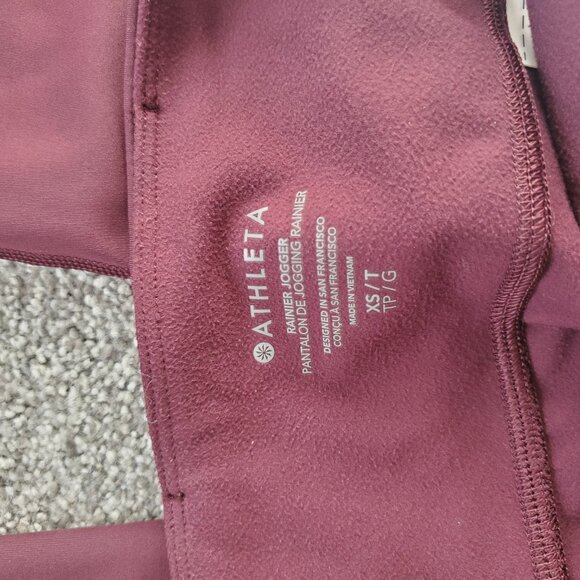 ATHLETA
RAINIER JOGGER
PANTALON DE JOGGING RAINIER
DESIGNED IN SAN FRANCISCO
CONÇU À SAN FRANCISCO
MADE IN VIETNAM
XS / T
TP / G